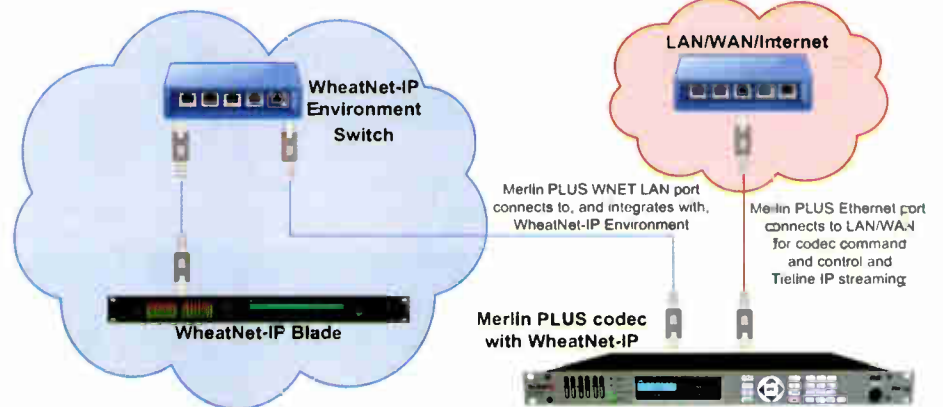 WheatNet-IP
Environment
Switch
LAN/WAN/Internet
Merlin PLUS WNET LAN port
connects to, and integrates with,
WheatNet-IP Environment
Merlin PLUS Ethernet port
connects to LAN/WAN
for codec command
and control and
Tieline IP streaming
WheatNet-IP Blade
Merlin PLUS codec
with WheatNet-IP